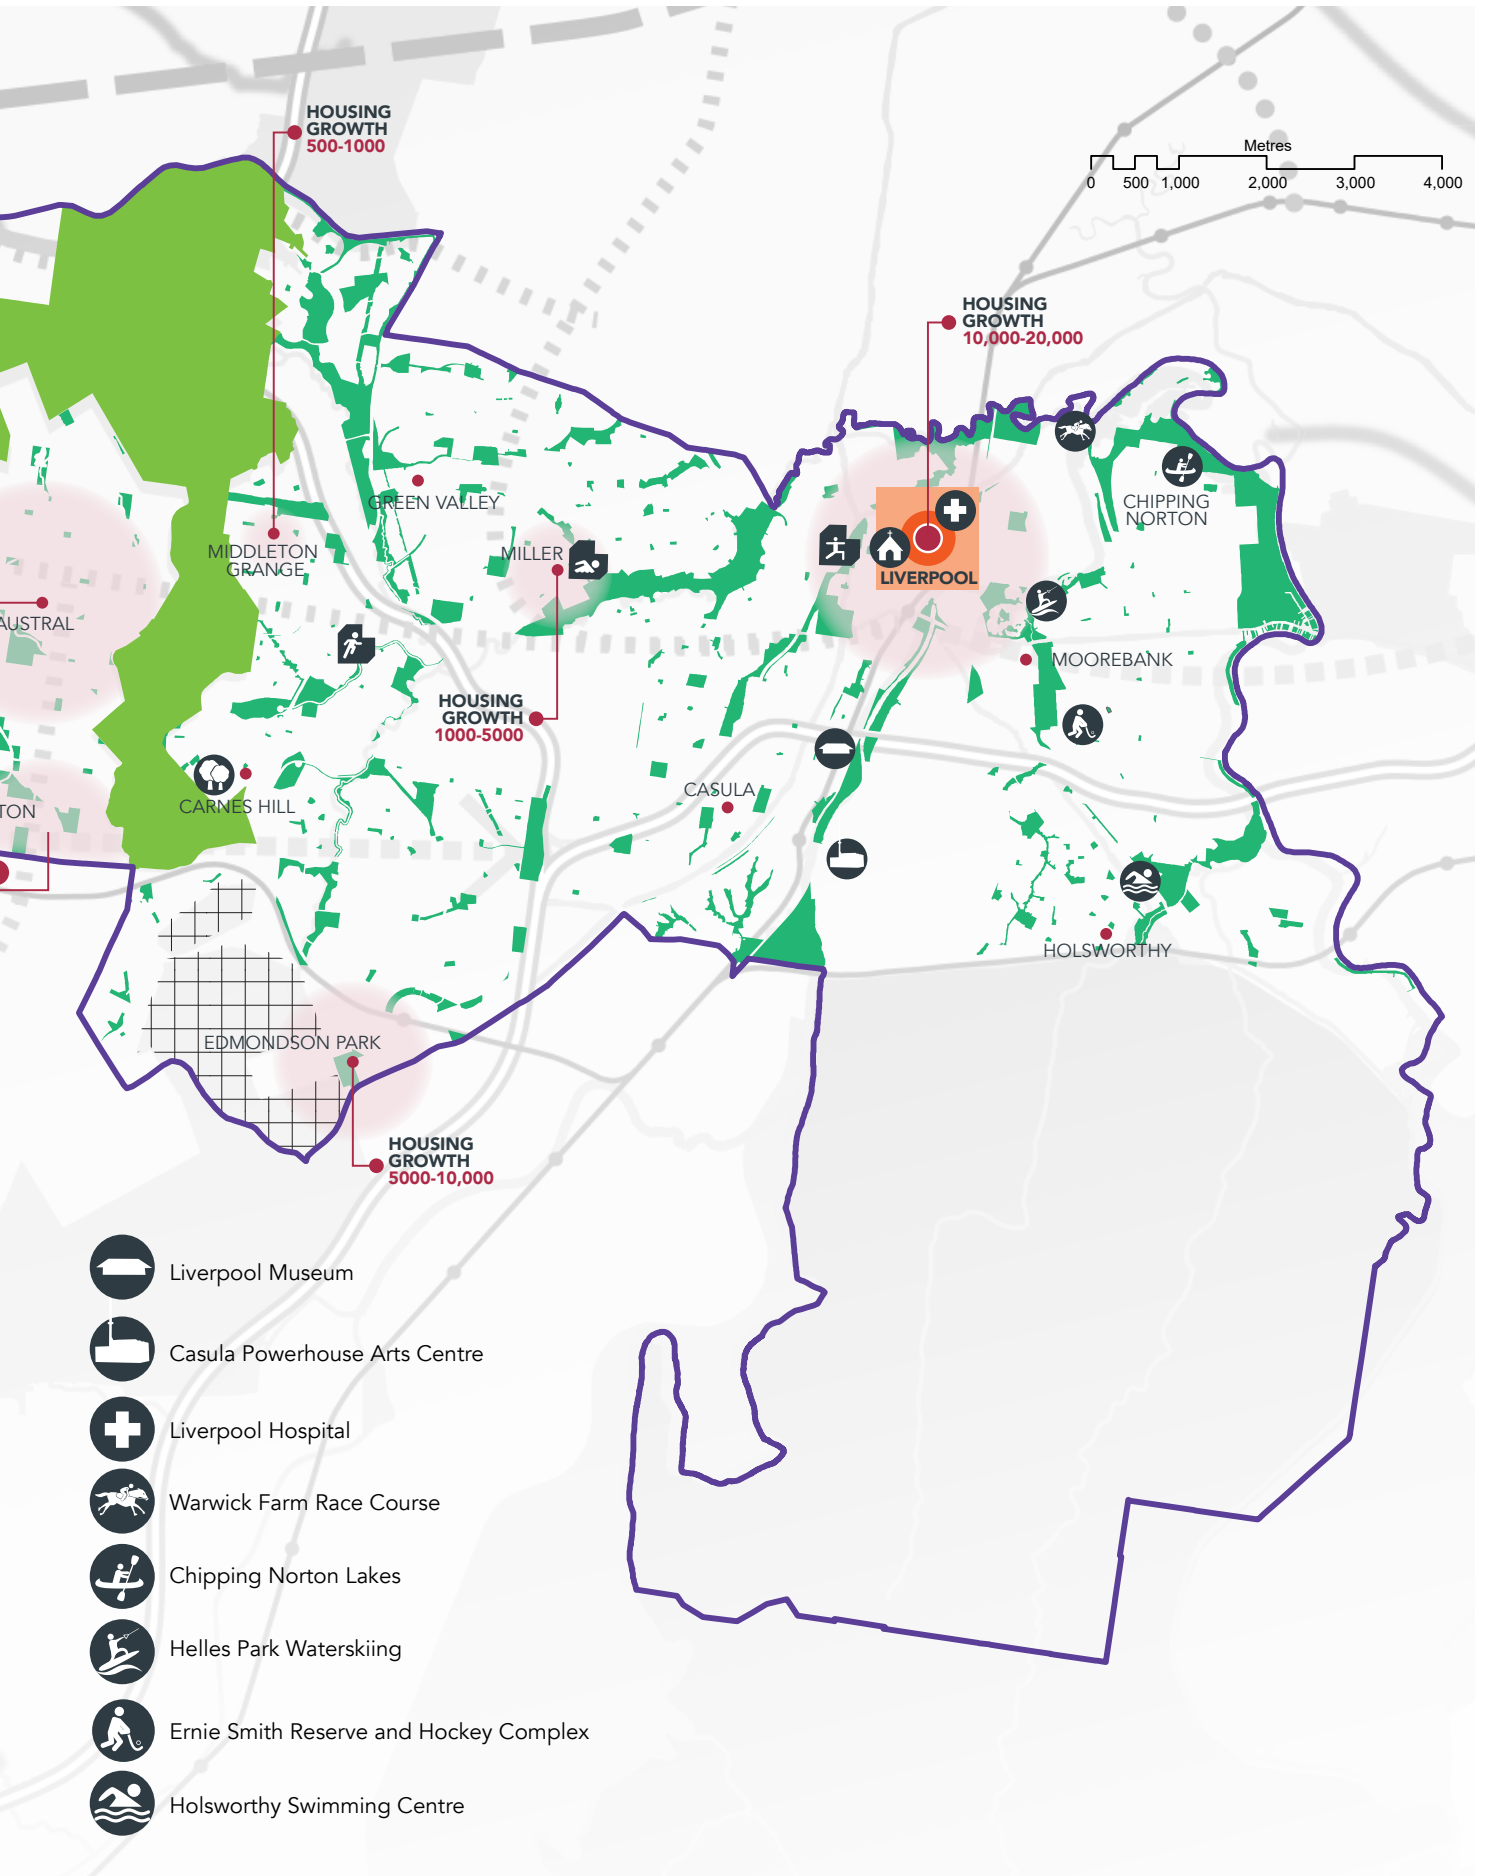 HOUSING
GROWTH
500-1000
Metres
0 500 1,000 2,000 3,000 4,000
HOUSING
GROWTH
10,000-20,000
GREEN VALLEY
CHIPPING
NORTON
MIDDLETON
GRANGE
MILLER
LIVERPOOL
AUSTRAL
MOOREBANK
HOUSING
GROWTH
1000-5000
CASULA
CARNES HILL
TON
HOLSWORTHY
EDMONDSON PARK
HOUSING
GROWTH
5000-10,000
Liverpool Museum
Casula Powerhouse Arts Centre
Liverpool Hospital
Warwick Farm Race Course
Chipping Norton Lakes
Helles Park Waterskiing
Ernie Smith Reserve and Hockey Complex
Holsworthy Swimming Centre